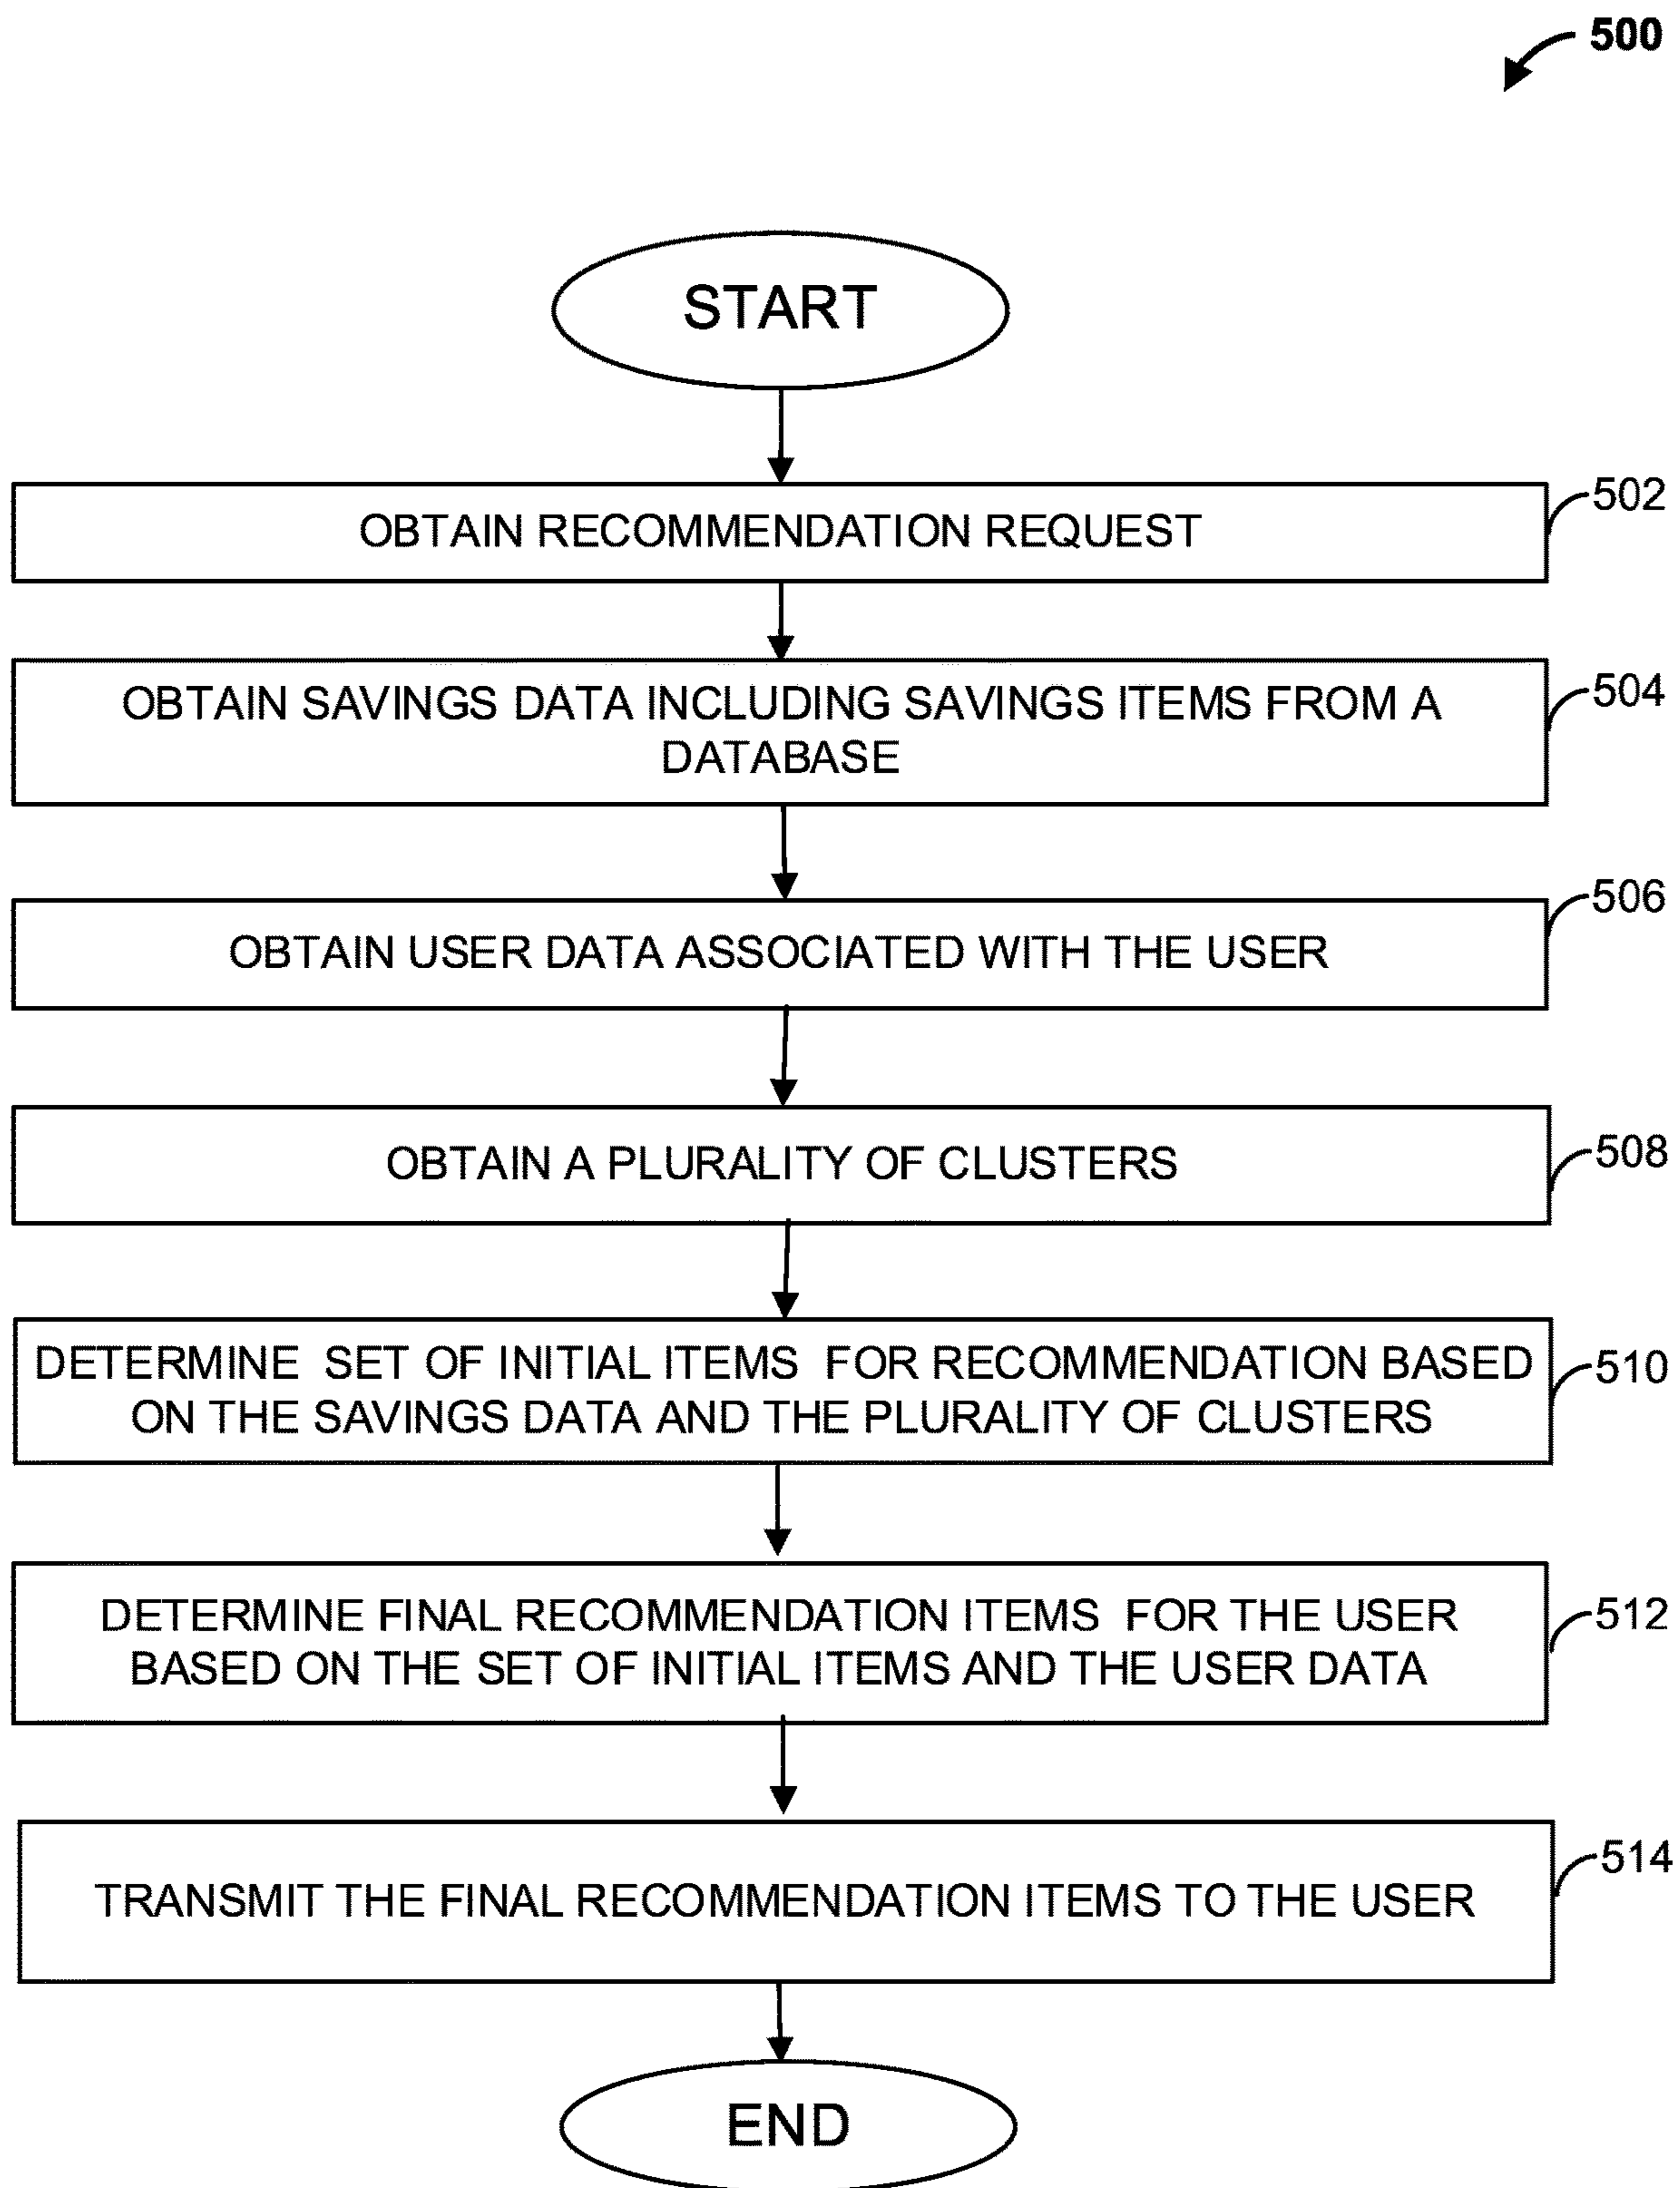 500
START
OBTAIN RECOMMENDATION REQUEST
502
OBTAIN SAVINGS DATA INCLUDING SAVINGS ITEMS FROM A
DATABASE
504
OBTAIN USER DATA ASSOCIATED WITH THE USER
506
OBTAIN A PLURALITY OF CLUSTERS
508
DETERMINE SET OF INITIAL ITEMS FOR RECOMMENDATION BASED
ON THE SAVINGS DATA AND THE PLURALITY OF CLUSTERS
510
DETERMINE FINAL RECOMMENDATION ITEMS FOR THE USER
BASED ON THE SET OF INITIAL ITEMS AND THE USER DATA
512
TRANSMIT THE FINAL RECOMMENDATION ITEMS TO THE USER
514
END